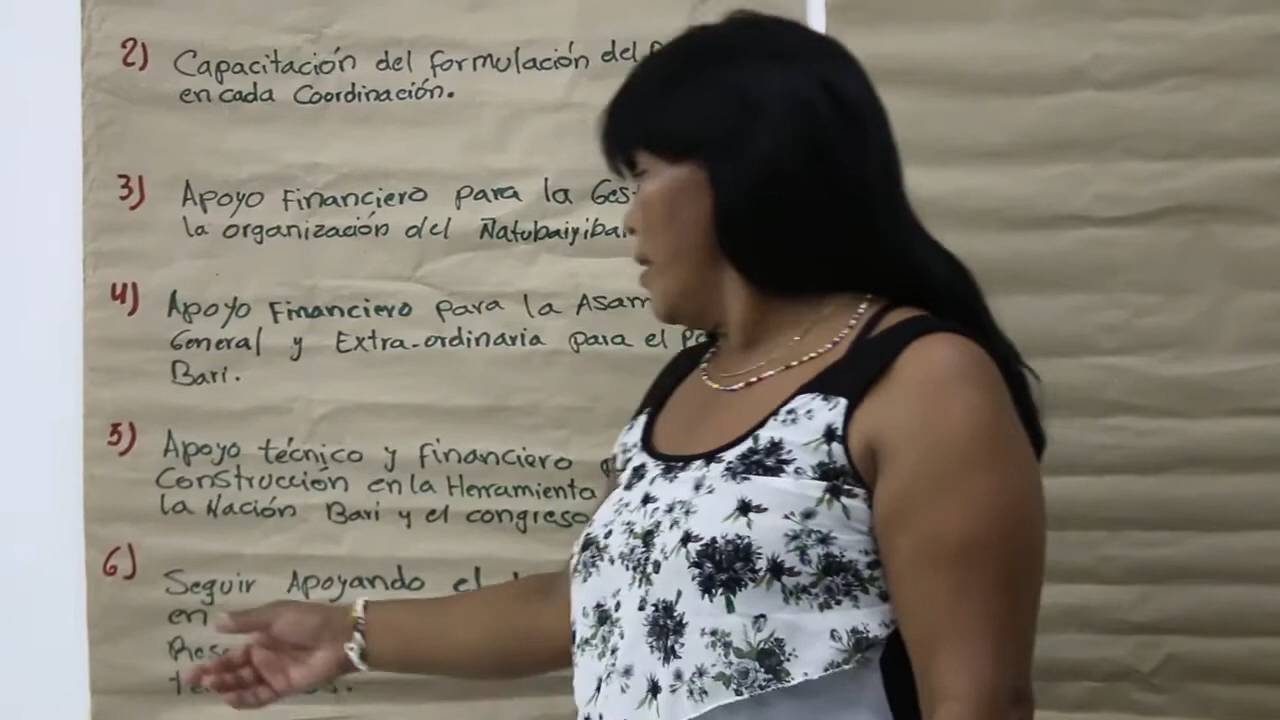 2) Capacitación del formulación del
en cada Coordinación.
3) Apoyo Financiero para la
la organización del
4) Apoyo Financiero para la
General y Extra-ordinaria para el
Bari.
5) Apoyo técnico y financiero
Construcción en la Herramienta
la Nación Bari y el congreso
6) Seguir Apoyando el
en